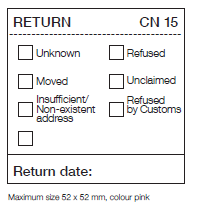 RETURN CN 15
Unknown Refused
Moved Unclaimed
Insufficient/
Non-existent
address
Refused
by Customs
Return date:
Maximum size 52 x 52 mm, colour pink